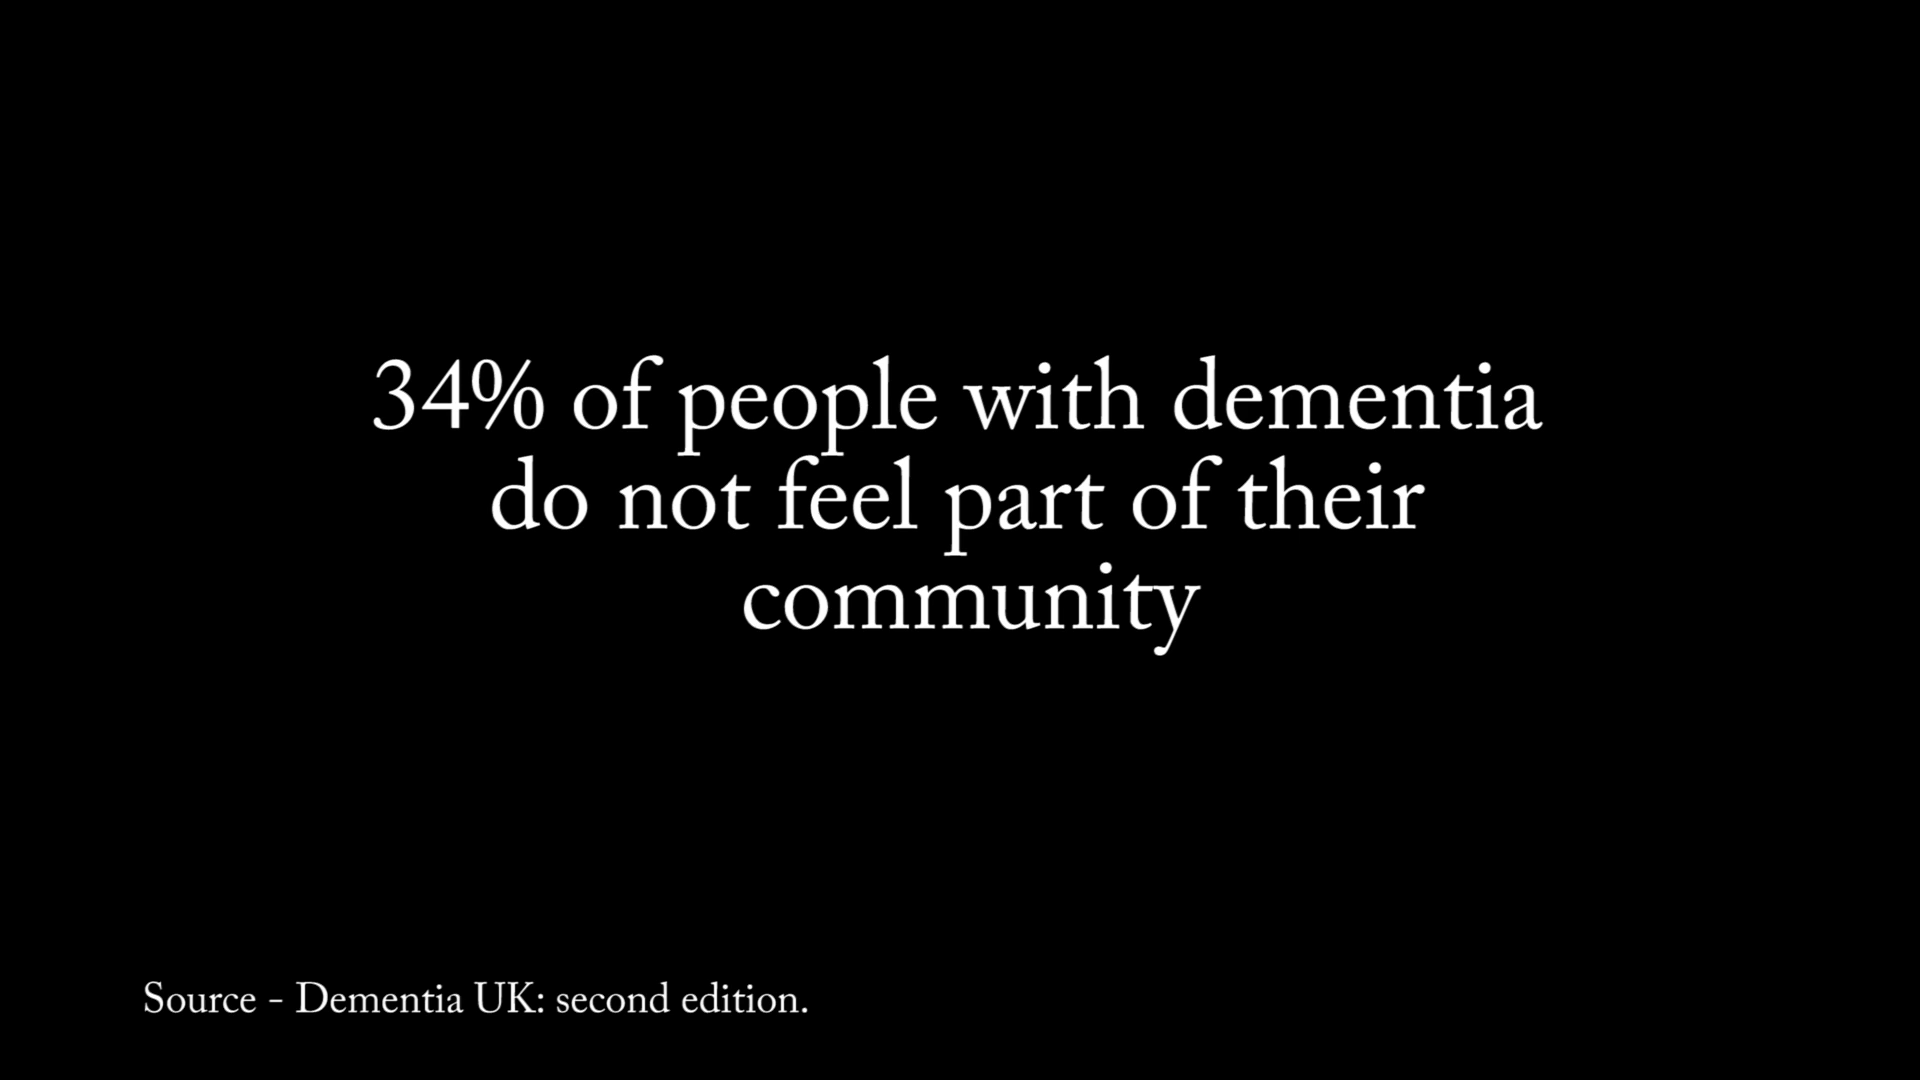 34% of people with dementia
do not feel part of their
community
Source - Dementia UK: second edition.